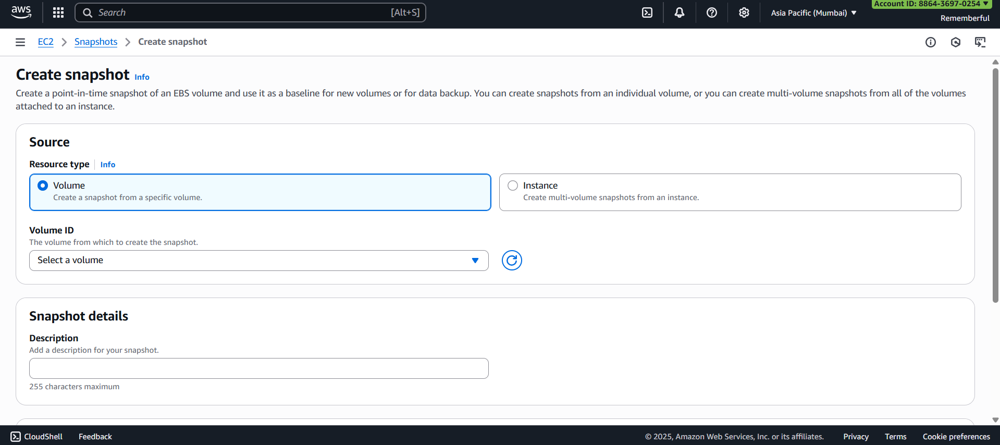 aws
Search
[Alt+S]
Asia Pacific (Mumbai)
Account ID: 8864-3697-0254
Rememberful
EC2
Snapshots
Create snapshot
Create snapshot Info
Create a point-in-time snapshot of an EBS volume and use it as a baseline for new volumes or for data backup. You can create snapshots from an individual volume, or you can create multi-volume snapshots from all of the volumes
attached to an instance.
Source
Resource type Info
Volume
Create a snapshot from a specific volume.
Instance
Create multi-volume snapshots from an instance.
Volume ID
The volume from which to create the snapshot.
Select a volume
Snapshot details
Description
Add a description for your snapshot.
255 characters maximum
CloudShell
Feedback
© 2025, Amazon Web Services, Inc. or its affiliates.
Privacy
Terms
Cookie preferences